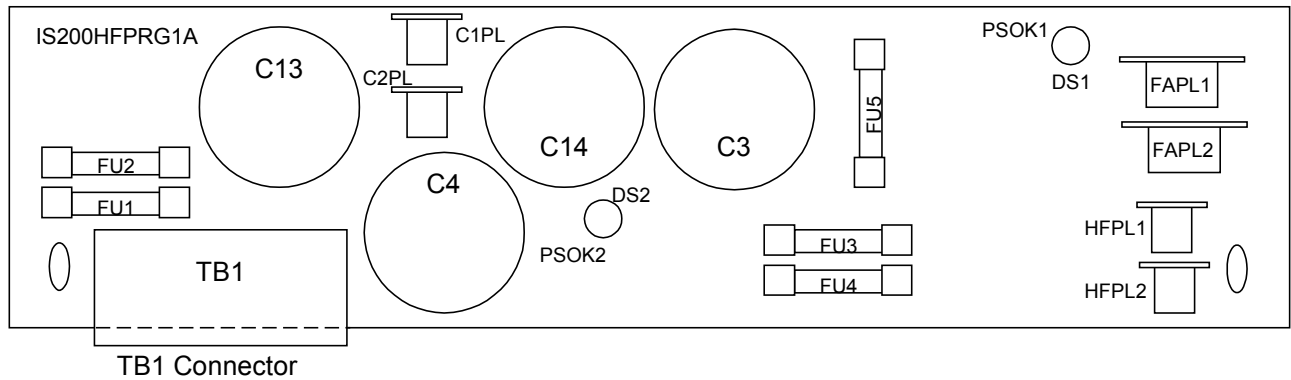 IS200HFPRG1A
C13
C1PL
C2PL
C14
C3
FU5
PSOK1
DS1
FAPL1
FAPL2
FU2
FU1
C4
DS2
PSOK2
FU3
FU4
HFPL1
HFPL2
TB1
TB1 Connector